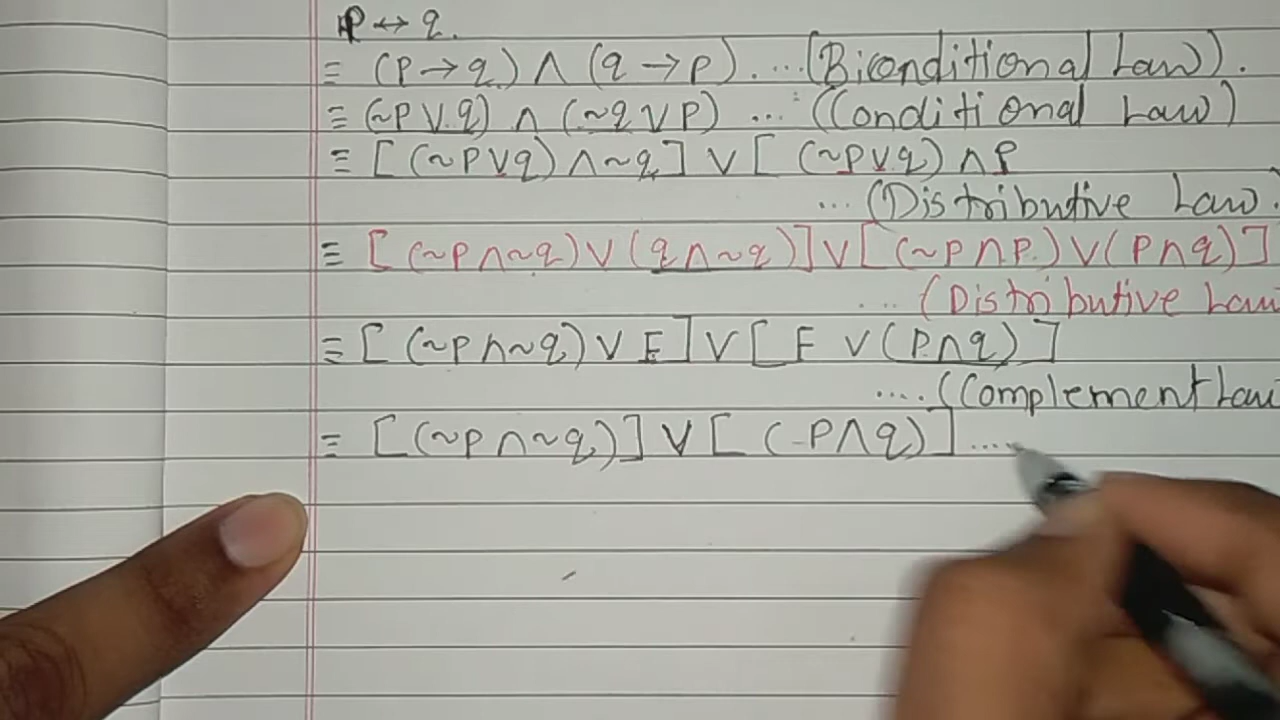 P ↔ q.
≡ (p → q) ∧ (q → p). ...(Biconditional Law).
≡ (~p ∨ q) ∧ (~q ∨ p) ... (Conditional Law)
≡ [(~p ∨ q) ∧ ~q] ∨ [(~p ∨ q) ∧ p
... (Distributive Law.
≡ [(~p ∧ ~q) ∨ (q ∧ ~q)] ∨ [(~p ∧ p) ∨ (p ∧ q)]
... (Distributive Law
≡ [(~p ∧ ~q) ∨ F] ∨ [F ∨ (p ∧ q)]
.... (Complement Law
≡ [(~p ∧ ~q)] ∨ [(p ∧ q)] ....